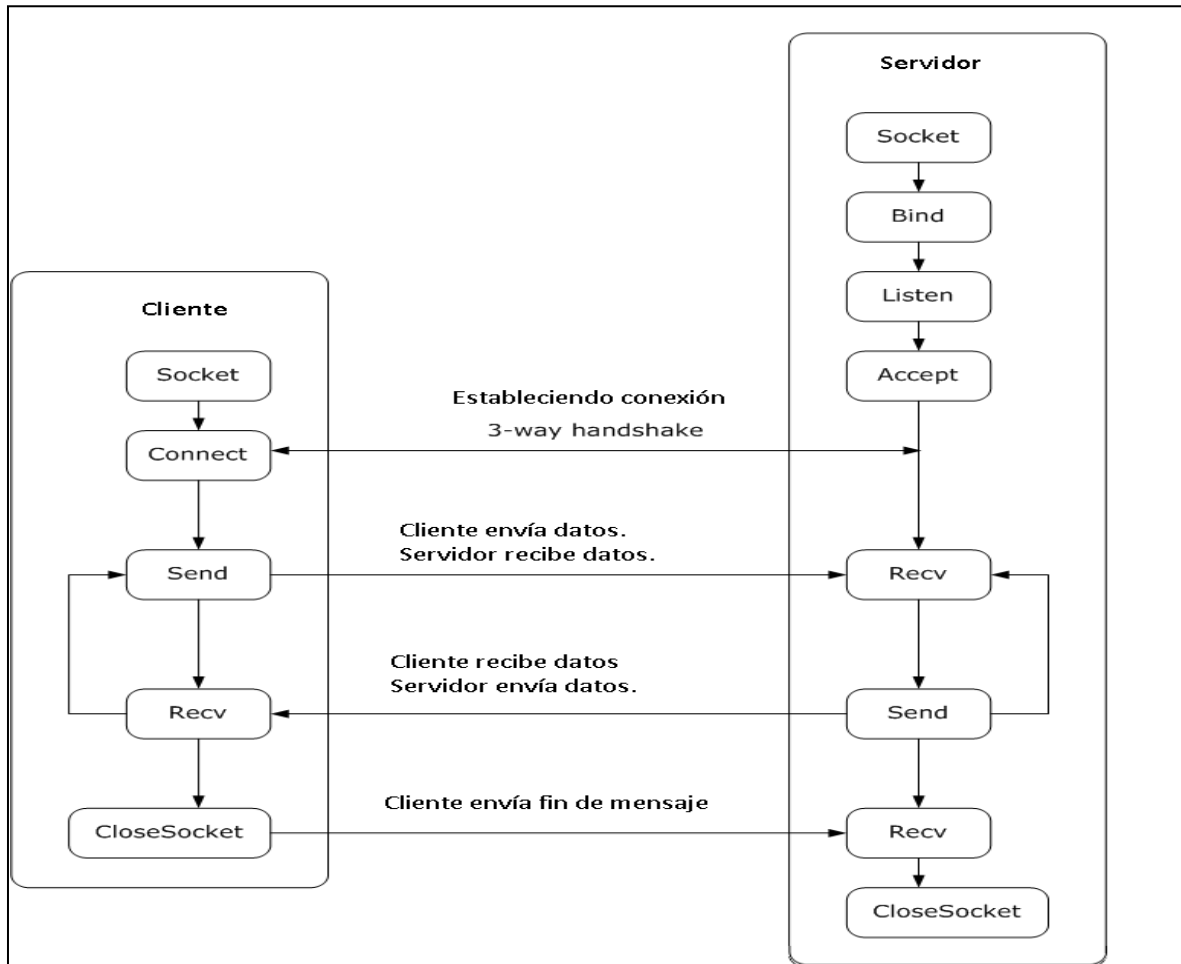 Servidor
Socket
Bind
Listen
Accept
Cliente
Socket
Connect
Estableciendo conexión
3-way handshake
Cliente envía datos.
Servidor recibe datos.
Send
Recv
Cliente recibe datos
Servidor envía datos.
Recv
Send
Cliente envía fin de mensaje
CloseSocket
Recv
CloseSocket